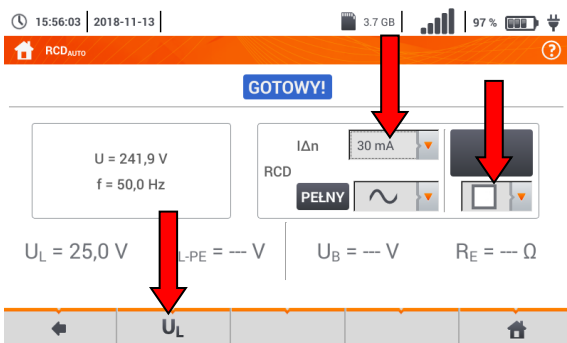 15:56:03 2018-11-13 3.7 GB 97 %
RCDAUTO
GOTOWY!
U = 241,9 V
f = 50,0 Hz
IΔn 30 mA
RCD
PEŁNY
UL = 25,0 V L-PE = --- V UB = --- V RE = --- Ω
UL